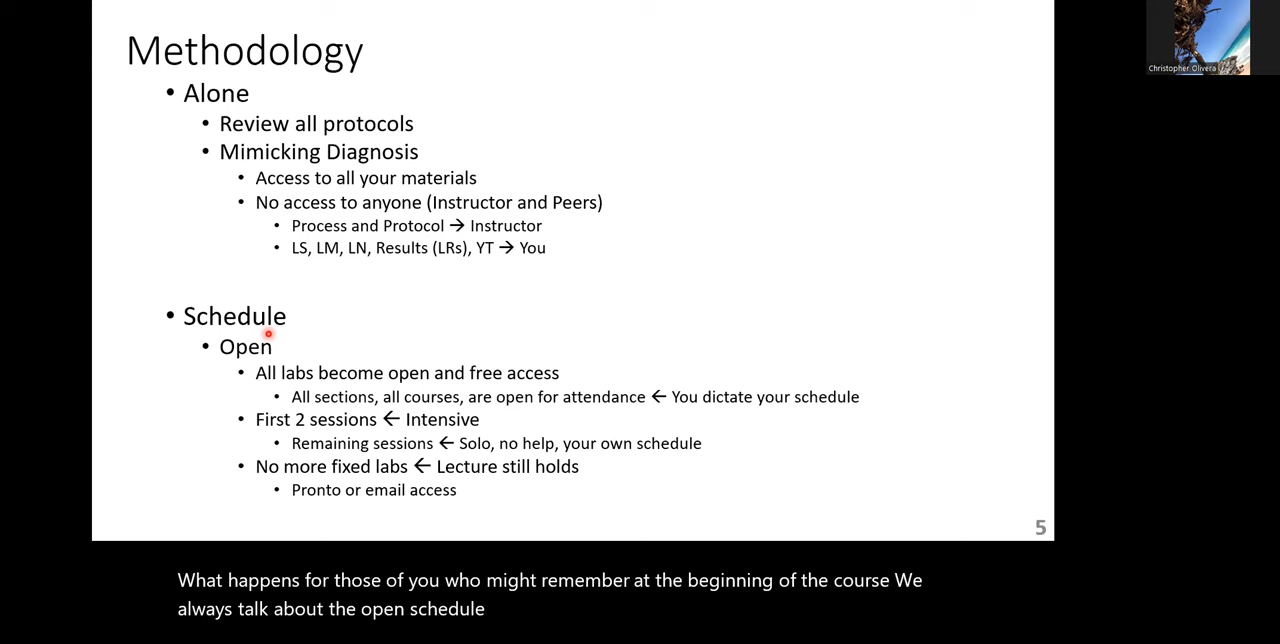 Methodology
Christopher Olivera
• Alone
• Review all protocols
• Mimicking Diagnosis
• Access to all your materials
• No access to anyone (Instructor and Peers)
• Process and Protocol → Instructor
• LS, LM, LN, Results (LRs), YT → You
• Schedule
• Open
• All labs become open and free access
• All sections, all courses, are open for attendance ← You dictate your schedule
• First 2 sessions ← Intensive
• Remaining sessions ← Solo, no help, your own schedule
• No more fixed labs ← Lecture still holds
• Pronto or email access
5
What happens for those of you who might remember at the beginning of the course We
always talk about the open schedule